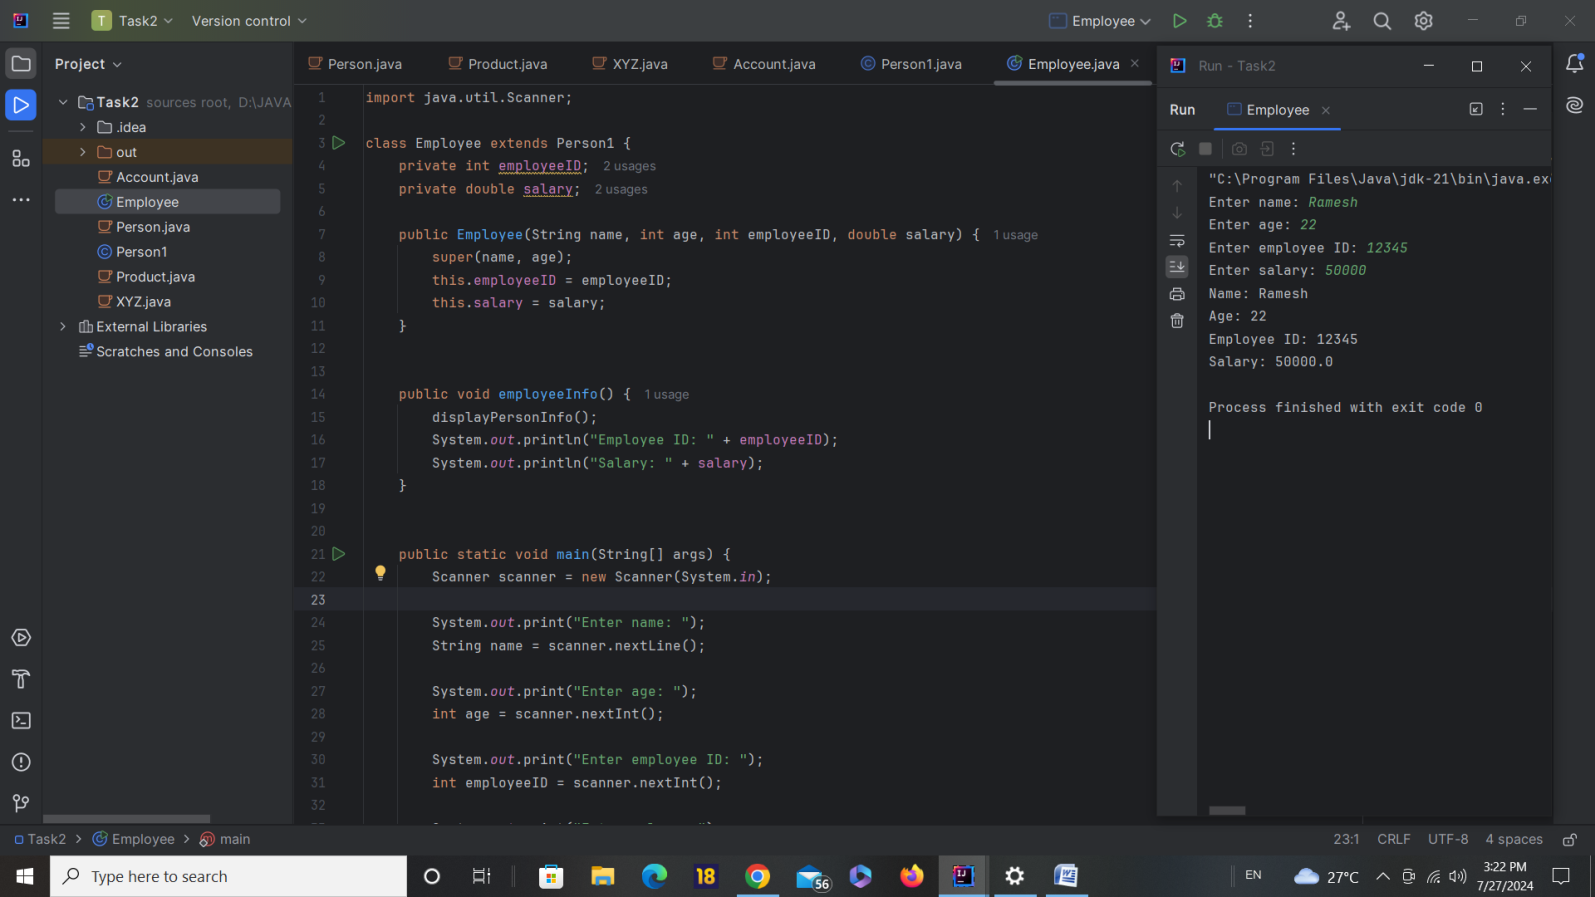 T Task2 Version control Employee
Project
Task2 sources root, D:\JAVA
.idea
out
Account.java
Employee
Person.java
Person1
Product.java
XYZ.java
External Libraries
Scratches and Consoles
Person.java Product.java XYZ.java Account.java Person1.java Employee.java
1 import java.util.Scanner;
2
3 class Employee extends Person1 {
4 private int employeeID; 2 usages
5 private double salary; 2 usages
6
7 public Employee(String name, int age, int employeeID, double salary) { 1 usage
8 super(name, age);
9 this.employeeID = employeeID;
10 this.salary = salary;
11 }
12
13
14 public void employeeInfo() { 1 usage
15 displayPersonInfo();
16 System.out.println("Employee ID: " + employeeID);
17 System.out.println("Salary: " + salary);
18 }
19
20
21 public static void main(String[] args) {
22 Scanner scanner = new Scanner(System.in);
23
24 System.out.print("Enter name: ");
25 String name = scanner.nextLine();
26
27 System.out.print("Enter age: ");
28 int age = scanner.nextInt();
29
30 System.out.print("Enter employee ID: ");
31 int employeeID = scanner.nextInt();
32
Run - Task2
Run Employee
"C:\Program Files\Java\jdk-21\bin\java.ex
Enter name: Ramesh
Enter age: 22
Enter employee ID: 12345
Enter salary: 50000
Name: Ramesh
Age: 22
Employee ID: 12345
Salary: 50000.0
Process finished with exit code 0
Task2 > Employee > main 23:1 CRLF UTF-8 4 spaces
Type here to search 18 56 EN 27°C 3:22 PM
7/27/2024